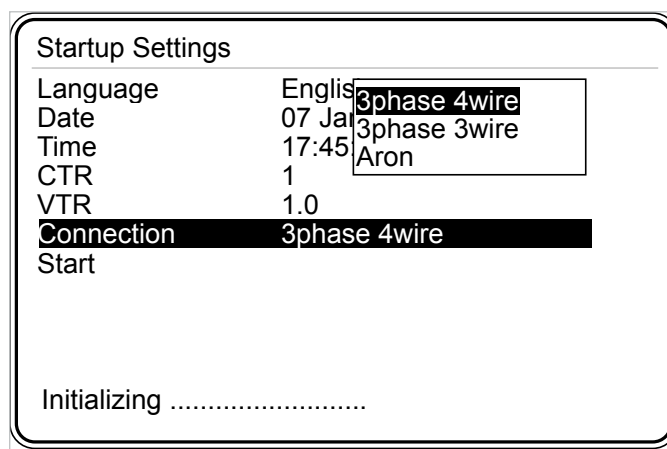 Startup Settings
Language Englis
Date 07 Jan
Time 17:45:
CTR 1
VTR 1.0
Connection 3phase 4wire
Start
3phase 4wire
3phase 3wire
Aron
Initializing ..........................